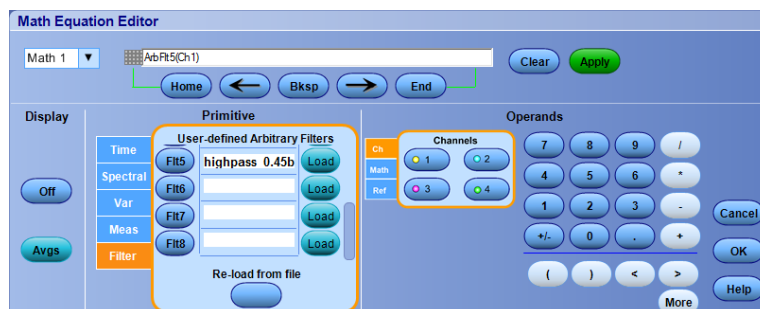 Math Equation Editor
Math 1
ArbFlt5(Ch1)
Clear
Apply
Home
Bksp
End
Display
Primitive
Operands
Off
Avgs
Time
Spectral
Var
Meas
Filter
User-defined Arbitrary Filters
Flt5 highpass_0.45b Load
Flt6 Load
Flt7 Load
Flt8 Load
Re-load from file
Ch
Math
Ref
Channels
1 2
3 4
7 8 9 /
4 5 6 *
1 2 3 -
+/- 0 . +
( ) < >
More
Cancel
OK
Help